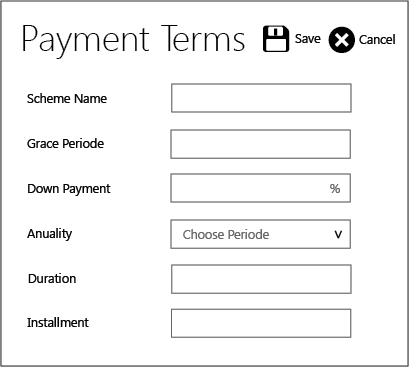 Payment Terms Save Cancel
Scheme Name
Grace Periode
Down Payment %
Anuality Choose Periode v
Duration
Installment